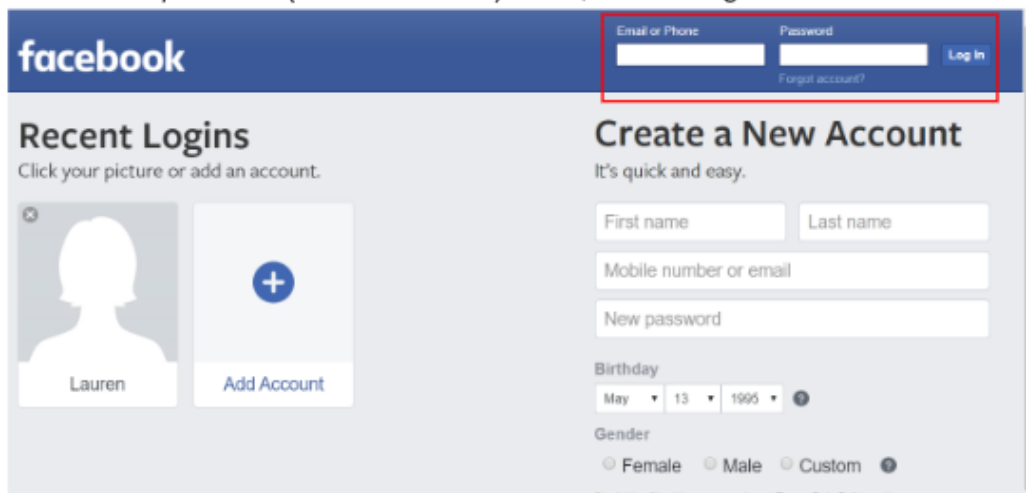 facebook
Email or Phone
Password
Log In
Forgot account?
Recent Logins
Click your picture or add an account.
Lauren
Add Account
Create a New Account
It's quick and easy.
First name
Last name
Mobile number or email
New password
Birthday
May 13 1995
Gender
Female Male Custom